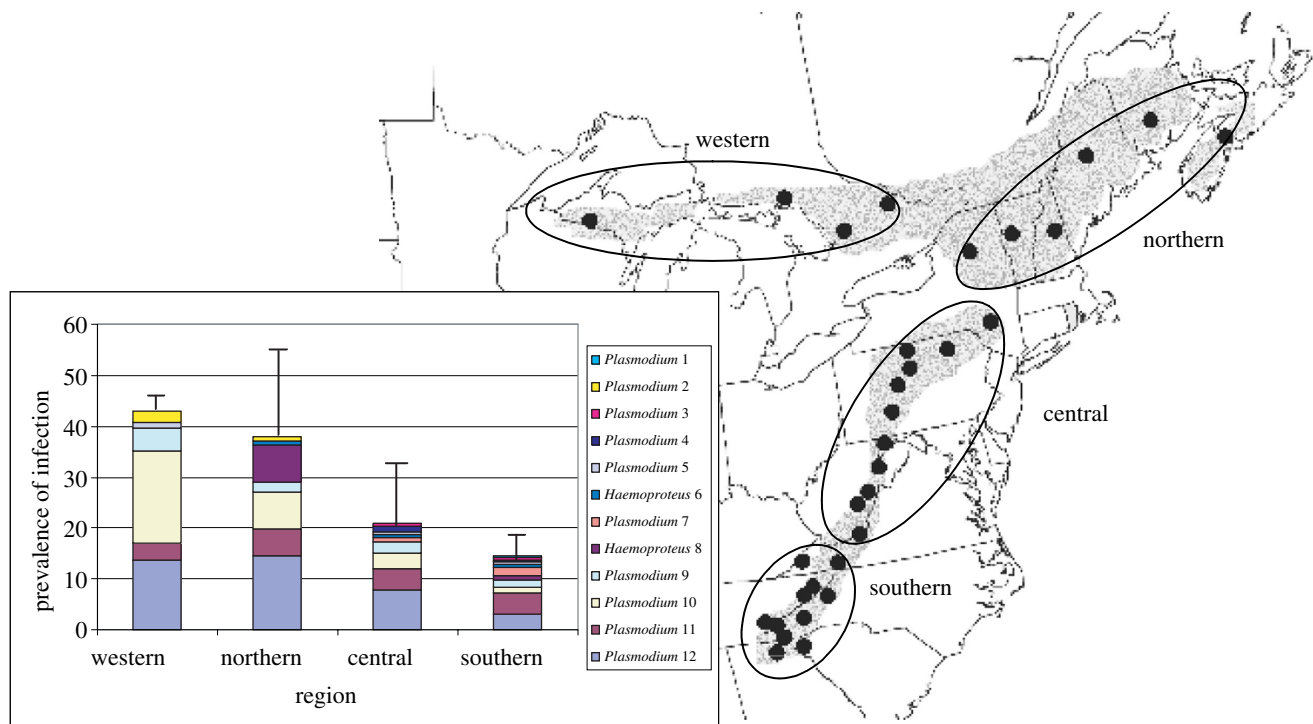 western
northern
central
southern
60
50
40
30
20
10
0
prevalence of infection
western northern central southern
region
Plasmodium 1
Plasmodium 2
Plasmodium 3
Plasmodium 4
Plasmodium 5
Haemoproteus 6
Plasmodium 7
Haemoproteus 8
Plasmodium 9
Plasmodium 10
Plasmodium 11
Plasmodium 12